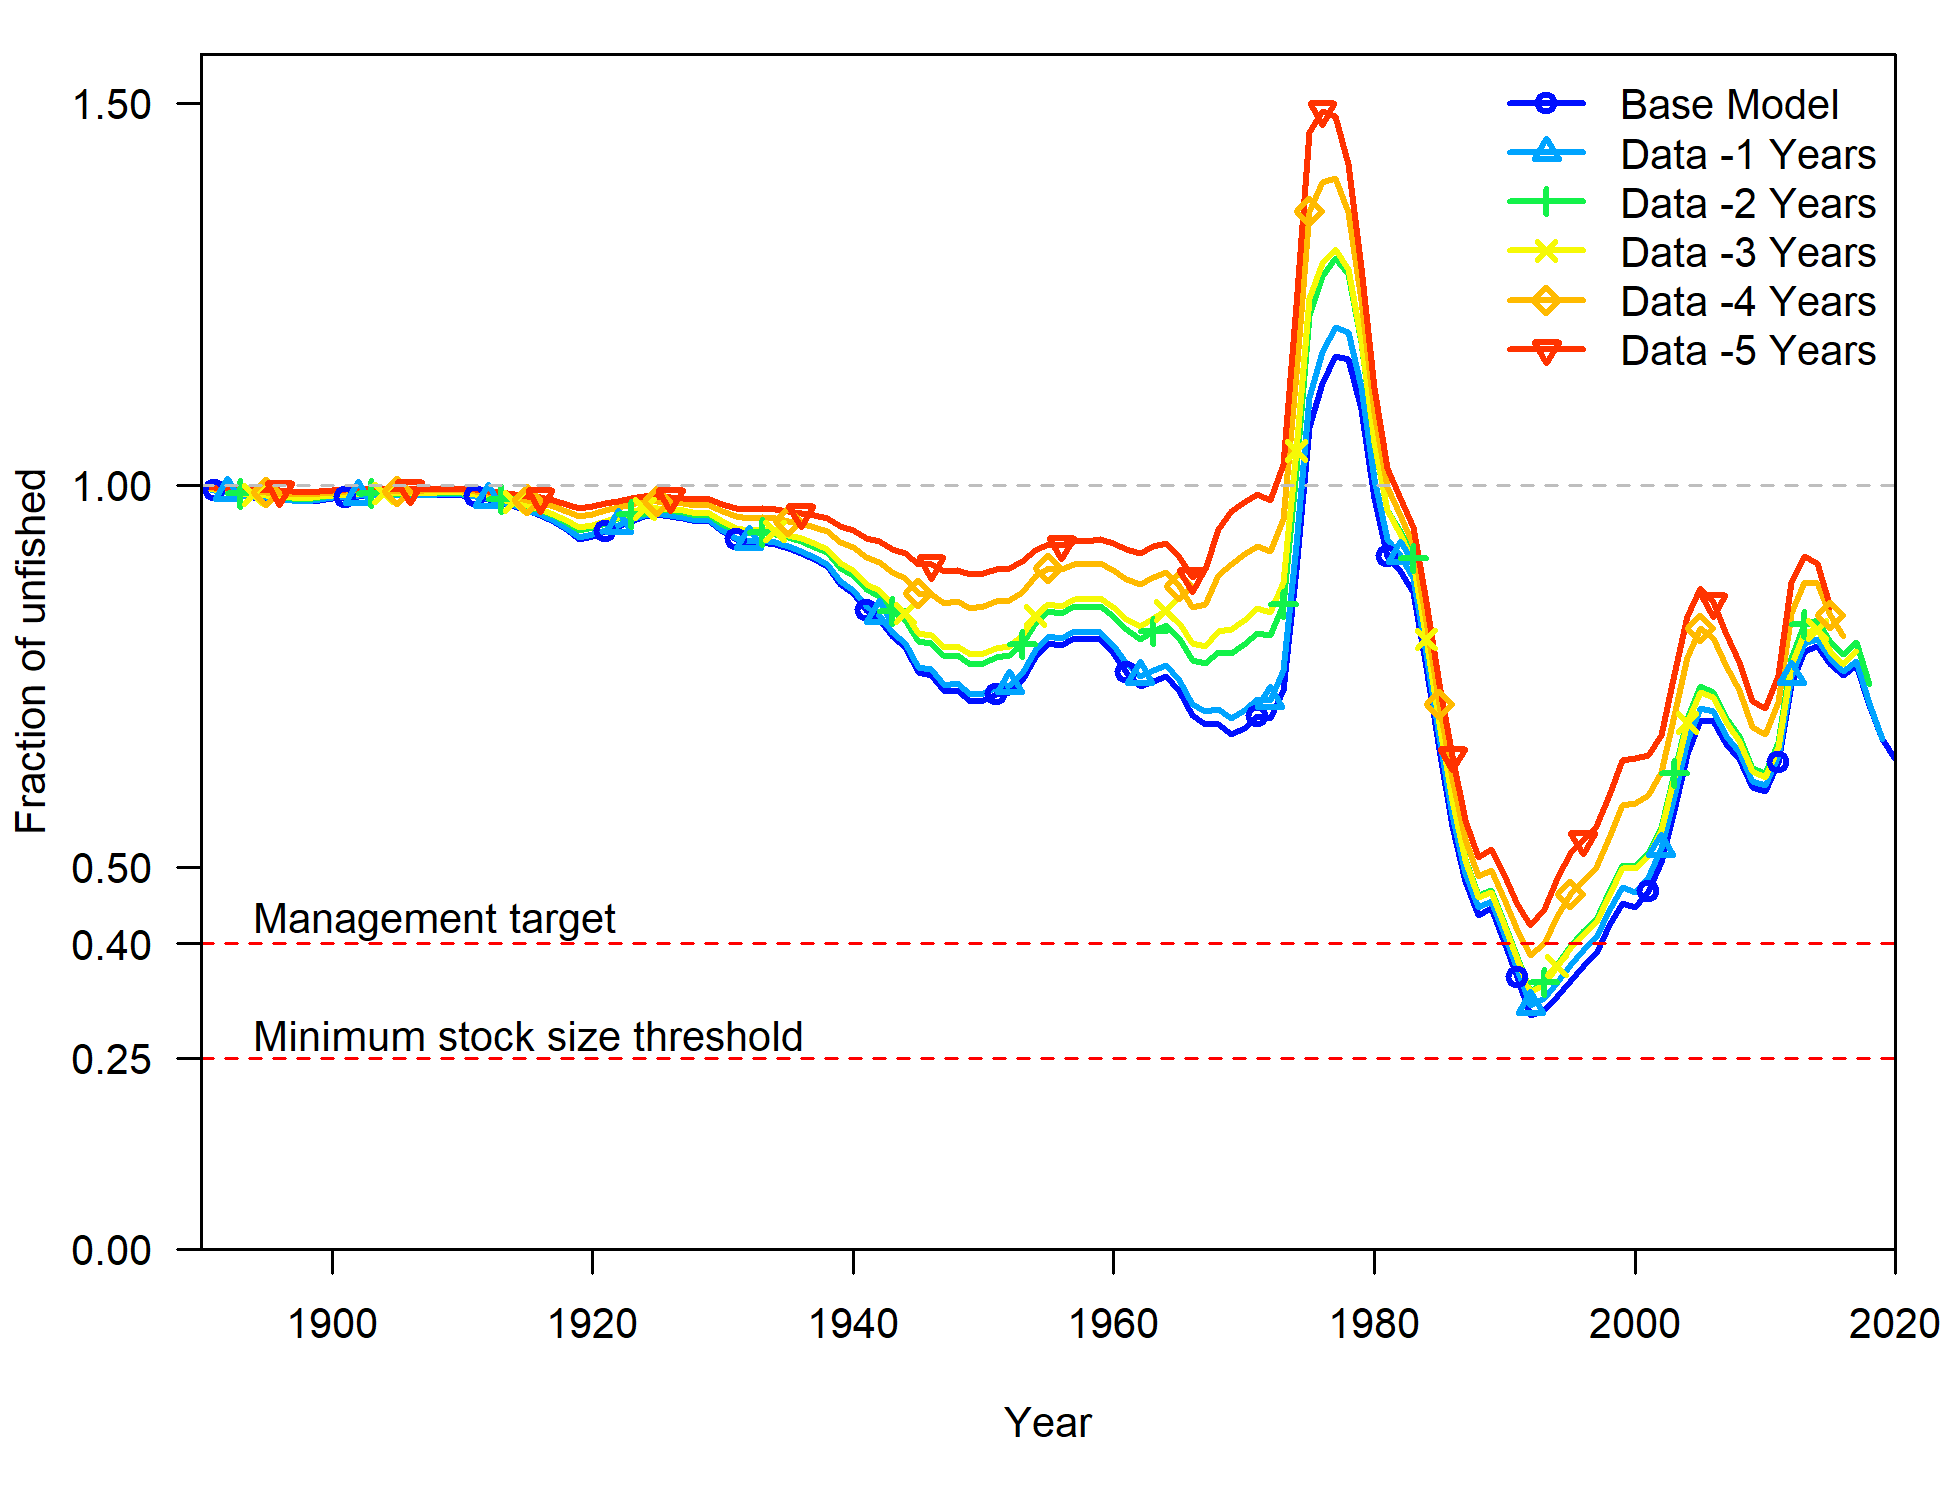 1.50
1.00
0.50
0.40
0.25
0.00
Fraction of unfished
Base Model
Data -1 Years
Data -2 Years
Data -3 Years
Data -4 Years
Data -5 Years
Management target
Minimum stock size threshold
1900 1920 1940 1960 1980 2000 2020
Year